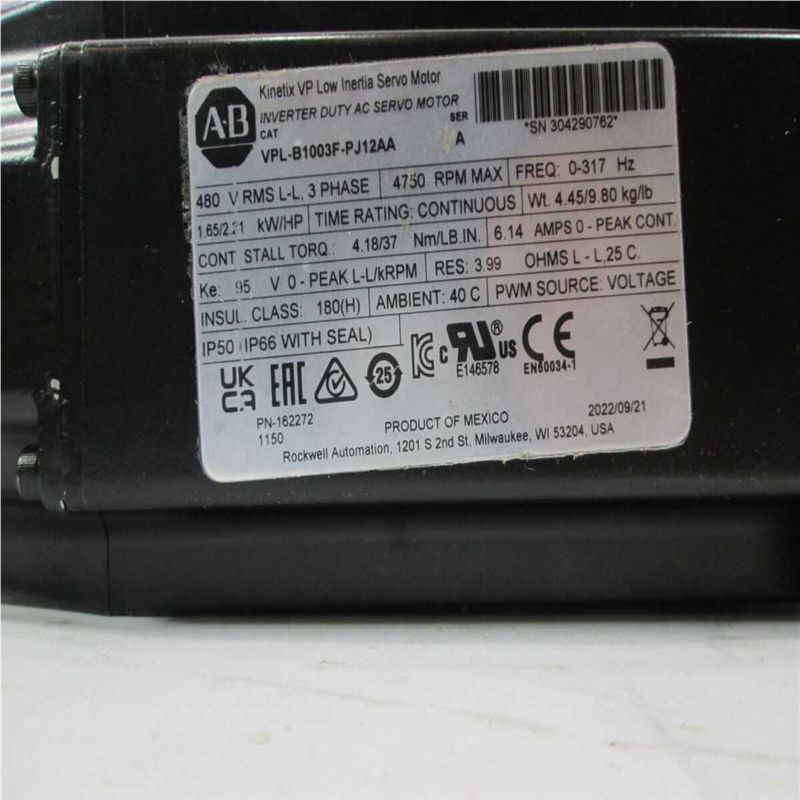 Kinetix VP Low Inertia Servo Motor
A-B
INVERTER DUTY AC SERVO MOTOR
CAT
SER
*SN 304290762*
VPL-B1003F-PJ12AA
A
480 V RMS L-L, 3 PHASE
4750 RPM MAX
FREQ: 0-317 Hz
1.65/2.21 kW/HP
TIME RATING: CONTINUOUS
Wt. 4.45/9.80 kg/lb
CONT STALL TORQ.: 4.18/37 Nm/LB.IN.
6.14 AMPS 0 - PEAK CONT.
Ke: 95 V 0 - PEAK L-L/kRPM
RES: 3.99 OHMS L - L,25 C.
INSUL. CLASS: 180(H)
AMBIENT: 40 C
PWM SOURCE: VOLTAGE
IP50 (IP66 WITH SEAL)
UK
CA
EAC
25
KC
c UR® US
E146578
CE
EN60034-1
PN-162272
1150
PRODUCT OF MEXICO
2022/09/21
Rockwell Automation, 1201 S 2nd St, Milwaukee, WI 53204, USA